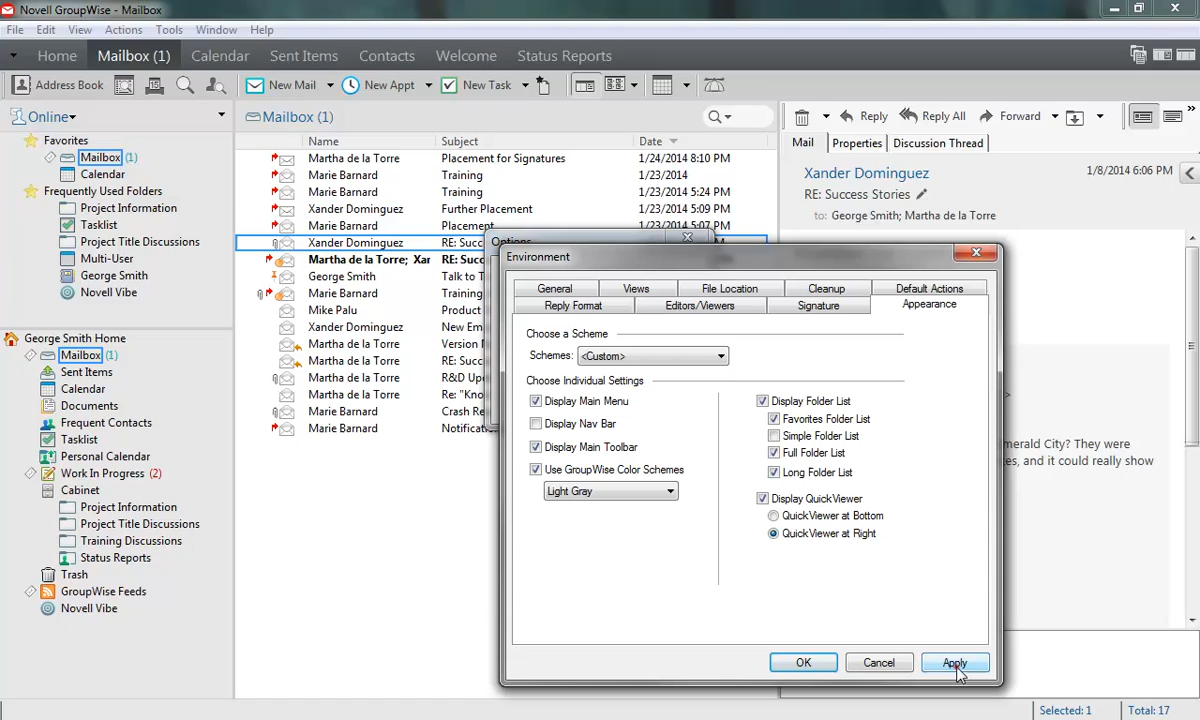 Novell GroupWise - Mailbox
File Edit View Actions Tools Window Help
Home Mailbox (1) Calendar Sent Items Contacts Welcome Status Reports
Address Book New Mail New Appt New Task
Online
Favorites
Mailbox (1)
Calendar
Frequently Used Folders
Project Information
Tasklist
Project Title Discussions
Multi-User
George Smith
Novell Vibe
George Smith Home
Mailbox (1)
Sent Items
Calendar
Documents
Frequent Contacts
Tasklist
Personal Calendar
Work In Progress (2)
Cabinet
Project Information
Project Title Discussions
Training Discussions
Status Reports
Trash
GroupWise Feeds
Novell Vibe
Mailbox (1)
Name Subject Date
Martha de la Torre Placement for Signatures 1/24/2014 8:10 PM
Marie Barnard Training 1/23/2014
Marie Barnard Training 1/23/2014 5:24 PM
Xander Dominguez Further Placement 1/23/2014 5:09 PM
Marie Barnard Placement 1/23/2014 5:07 PM
Xander Dominguez RE: Succ
Martha de la Torre; Xar RE: Succ
George Smith Talk to T
Marie Barnard Training
Mike Palu Product
Xander Dominguez New Em
Martha de la Torre Version
Martha de la Torre RE: Succ
Martha de la Torre R&D Up
Martha de la Torre Re: "Kno
Marie Barnard Crash Re
Marie Barnard Notificat
Reply Reply All Forward
Mail Properties Discussion Thread
Xander Dominguez 1/8/2014 6:06 PM
RE: Success Stories
to: George Smith; Martha de la Torre
merald City? They were
es, and it could really show
Options
Environment
General Views File Location Cleanup Default Actions
Reply Format Editors/Viewers Signature Appearance
Choose a Scheme
Schemes: <Custom>
Choose Individual Settings
Display Main Menu
Display Nav Bar
Display Main Toolbar
Use GroupWise Color Schemes
Light Gray
Display Folder List
Favorites Folder List
Simple Folder List
Full Folder List
Long Folder List
Display QuickViewer
QuickViewer at Bottom
QuickViewer at Right
OK Cancel Apply
Selected: 1 Total: 17